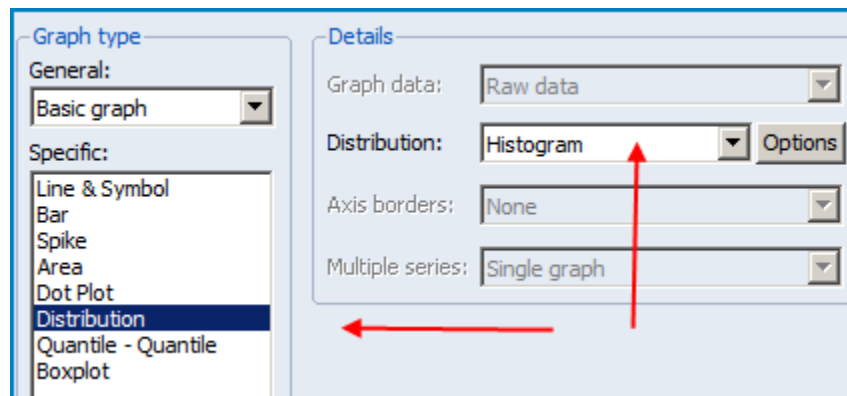 Graph type
General:
Basic graph
Specific:
Line & Symbol
Bar
Spike
Area
Dot Plot
Distribution
Quantile - Quantile
Boxplot
Details
Graph data: Raw data
Distribution: Histogram Options
Axis borders: None
Multiple series: Single graph